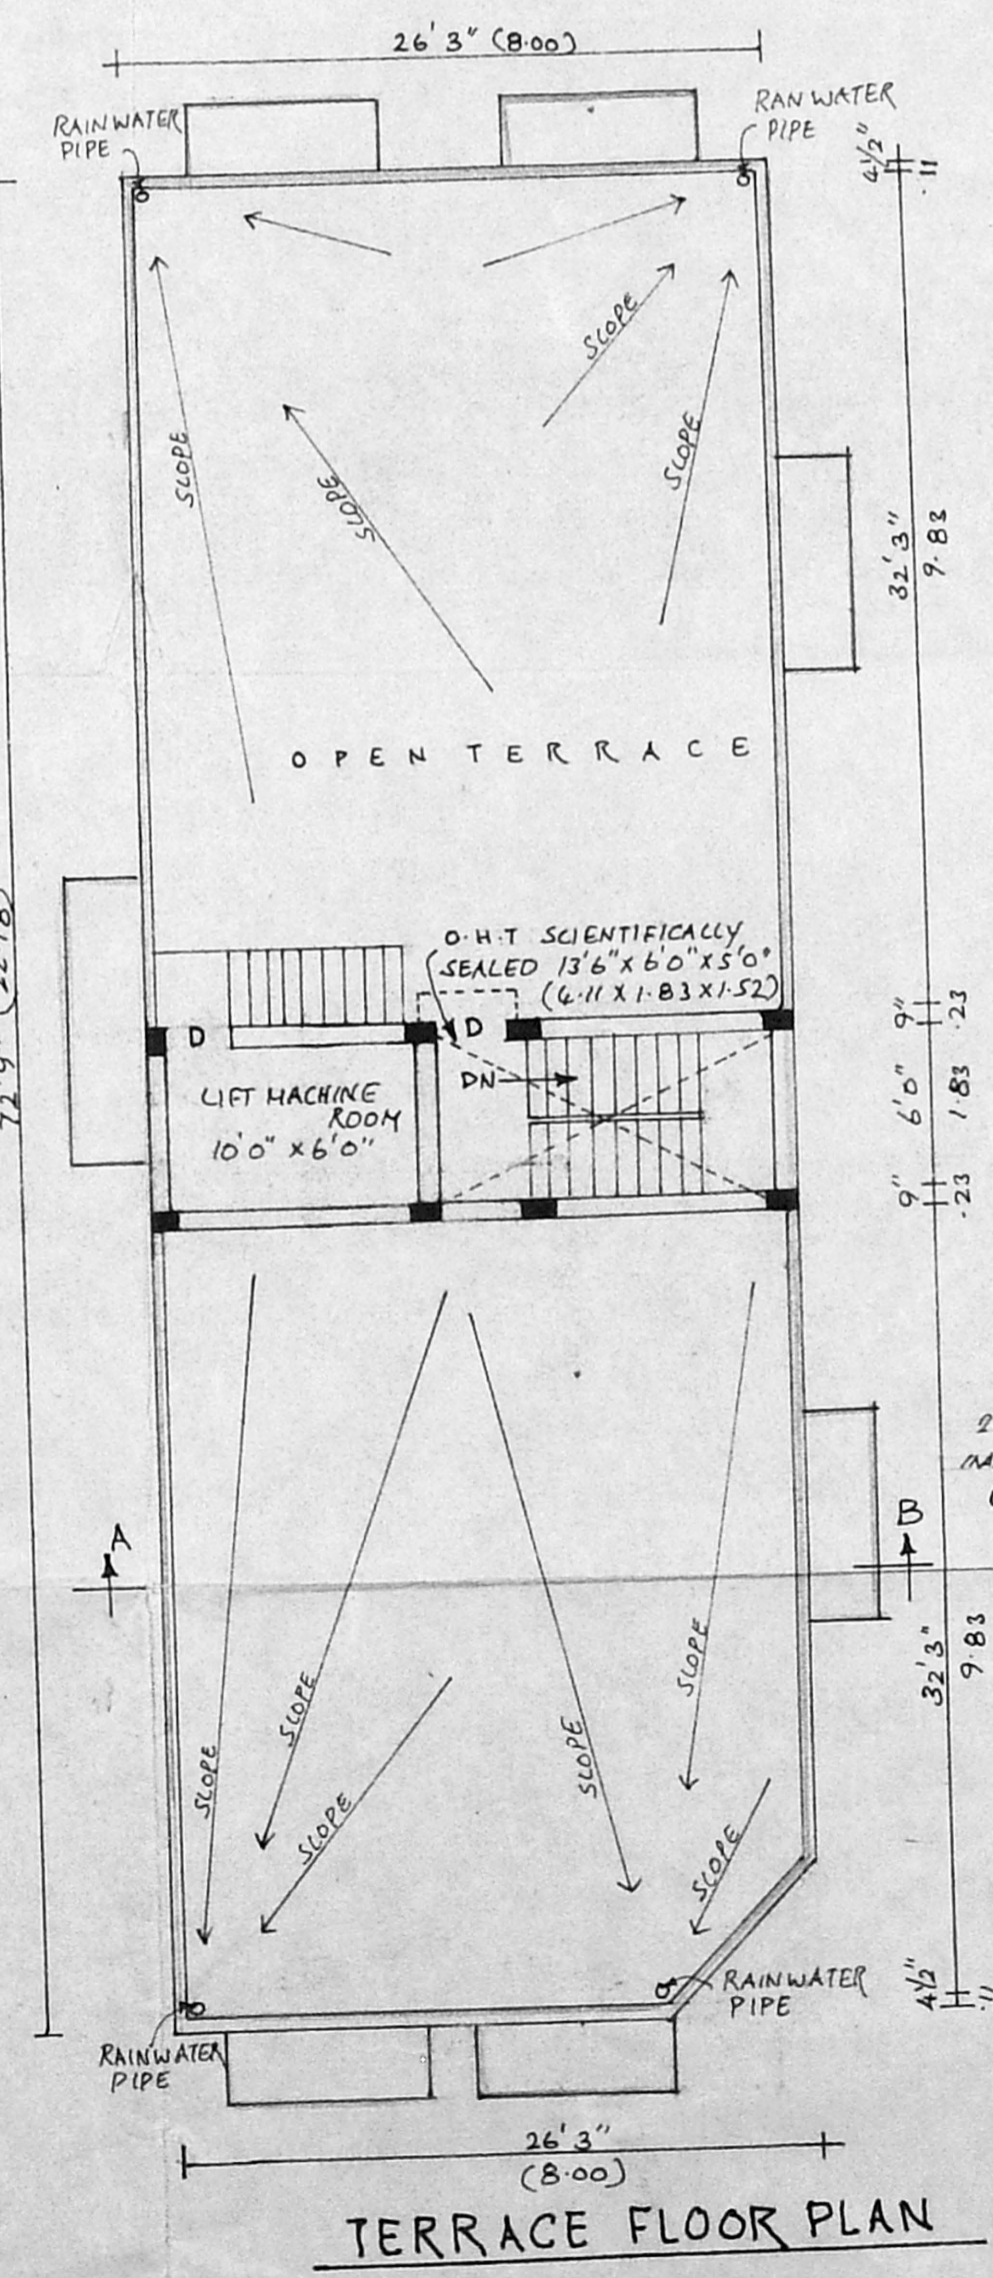 26'3" (8.00)
RAINWATER
PIPE
RAN WATER
PIPE
4½"
.11
SLOPE
SLOPE
SLOPE
SLOPE
32'3"
9.83
OPEN TERRACE
O.H.T SCIENTIFICALLY
SEALED 13'6" X 6'0" X 5'0"
(4.11 X 1.83 X 1.52)
D
D
DN
LIFT MACHINE
ROOM
10'0" X 6'0"
9"
.23
6'0"
1.83
9"
.23
72'9"
A
B
SLOPE
SLOPE
SLOPE
SLOPE
SLOPE
SLOPE
32'3"
9.83
RAINWATER
PIPE
4½"
RAINWATER
PIPE
26'3"
(8.00)
TERRACE FLOOR PLAN